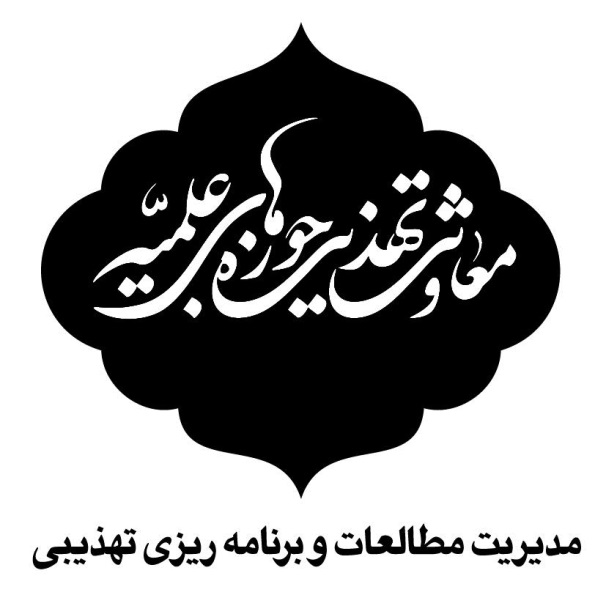 معاونت تهذیب حوزه‌های علمیه
مدیریت مطالعات و برنامه ریزی تهذیبی